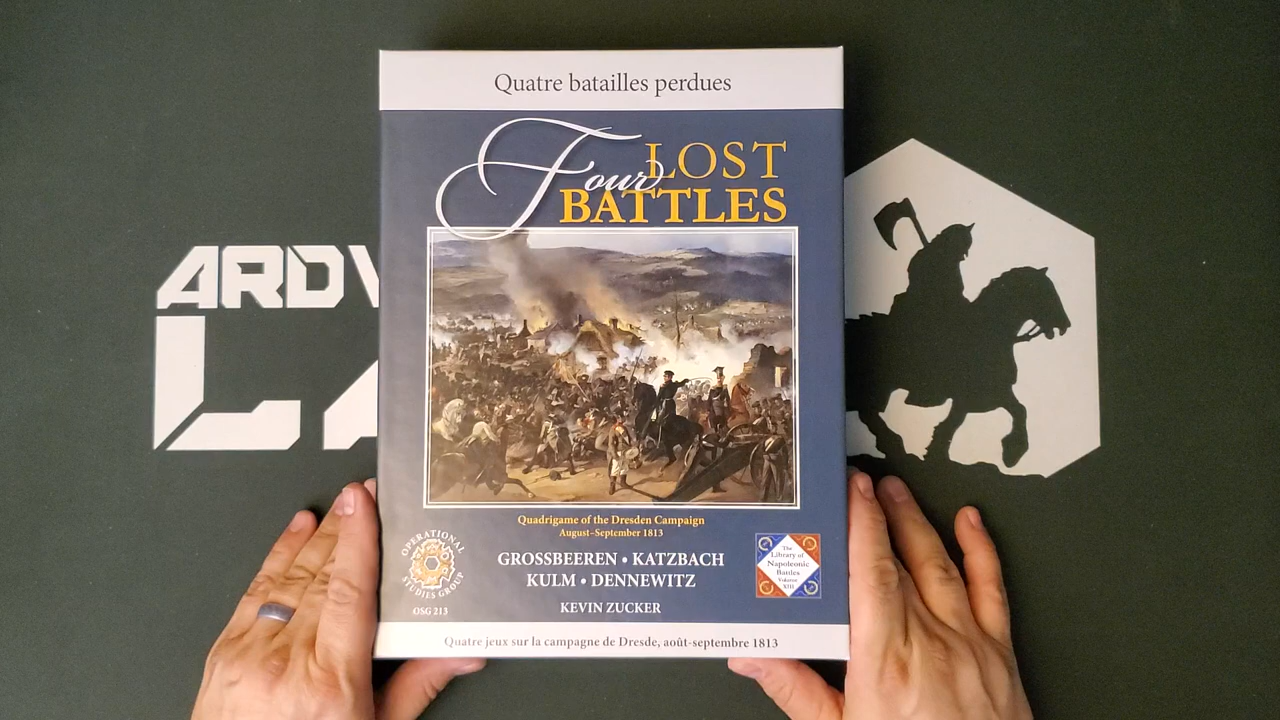 Quatre batailles perdues
Four LOST
BATTLES
ARDV
LA
Quadrigame of the Dresden Campaign
August–September 1813
OPERATIONAL
STUDIES GROUP
GROSSBEEREN • KATZBACH
KULM • DENNEWITZ
The
Library of
Napoleonic
Battles
Volume
XIII
OSG 213
KEVIN ZUCKER
Quatre jeux sur la campagne de Dresde, août-septembre 1813